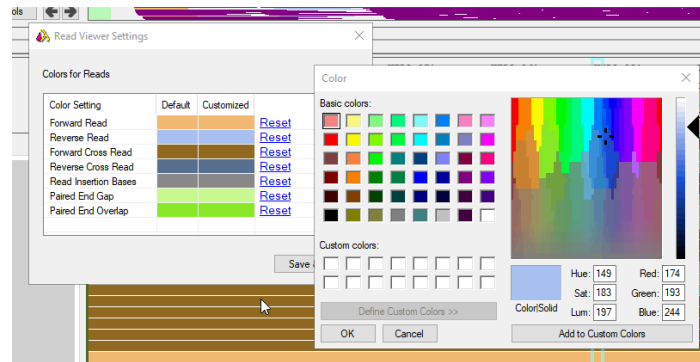 ols
Read Viewer Settings
Colors for Reads
Color Setting Default Customized
Forward Read Reset
Reverse Read Reset
Forward Cross Read Reset
Reverse Cross Read Reset
Read Insertion Bases Reset
Paired End Gap Reset
Paired End Overlap Reset
Save &
Color
Basic colors:
Custom colors:
Define Custom Colors >>
OK Cancel
Color|Solid
Hue: 149 Red: 174
Sat: 183 Green: 193
Lum: 197 Blue: 244
Add to Custom Colors